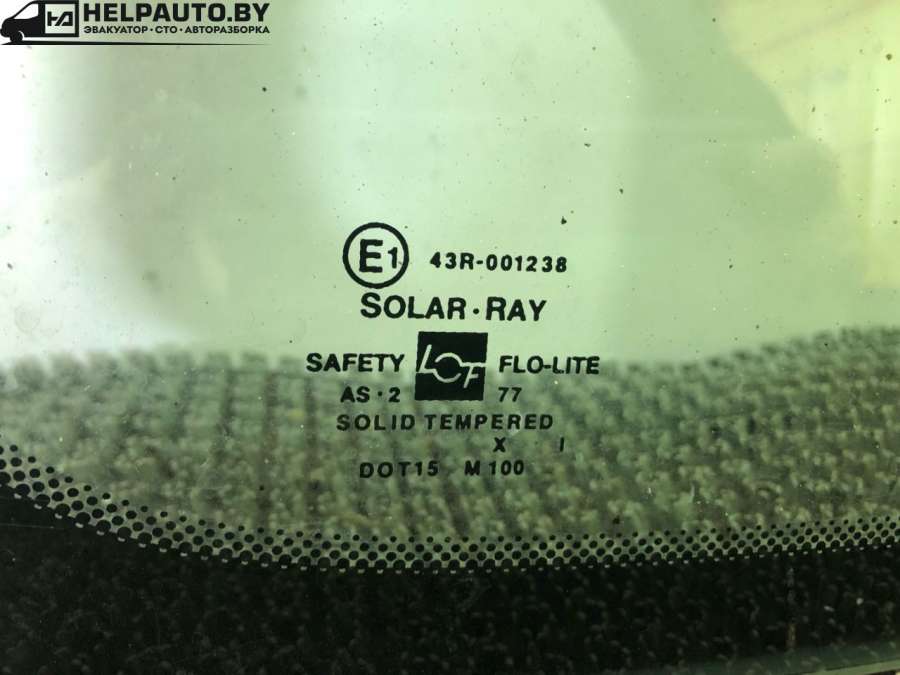 HELPAUTO.BY
ЭВАКУАТОР · СТО · АВТОРАЗБОРКА
E1 43R-001238
SOLAR · RAY
SAFETY LOF FLO-LITE
AS · 2 77
SOLID TEMPERED
X I
DOT15 M100